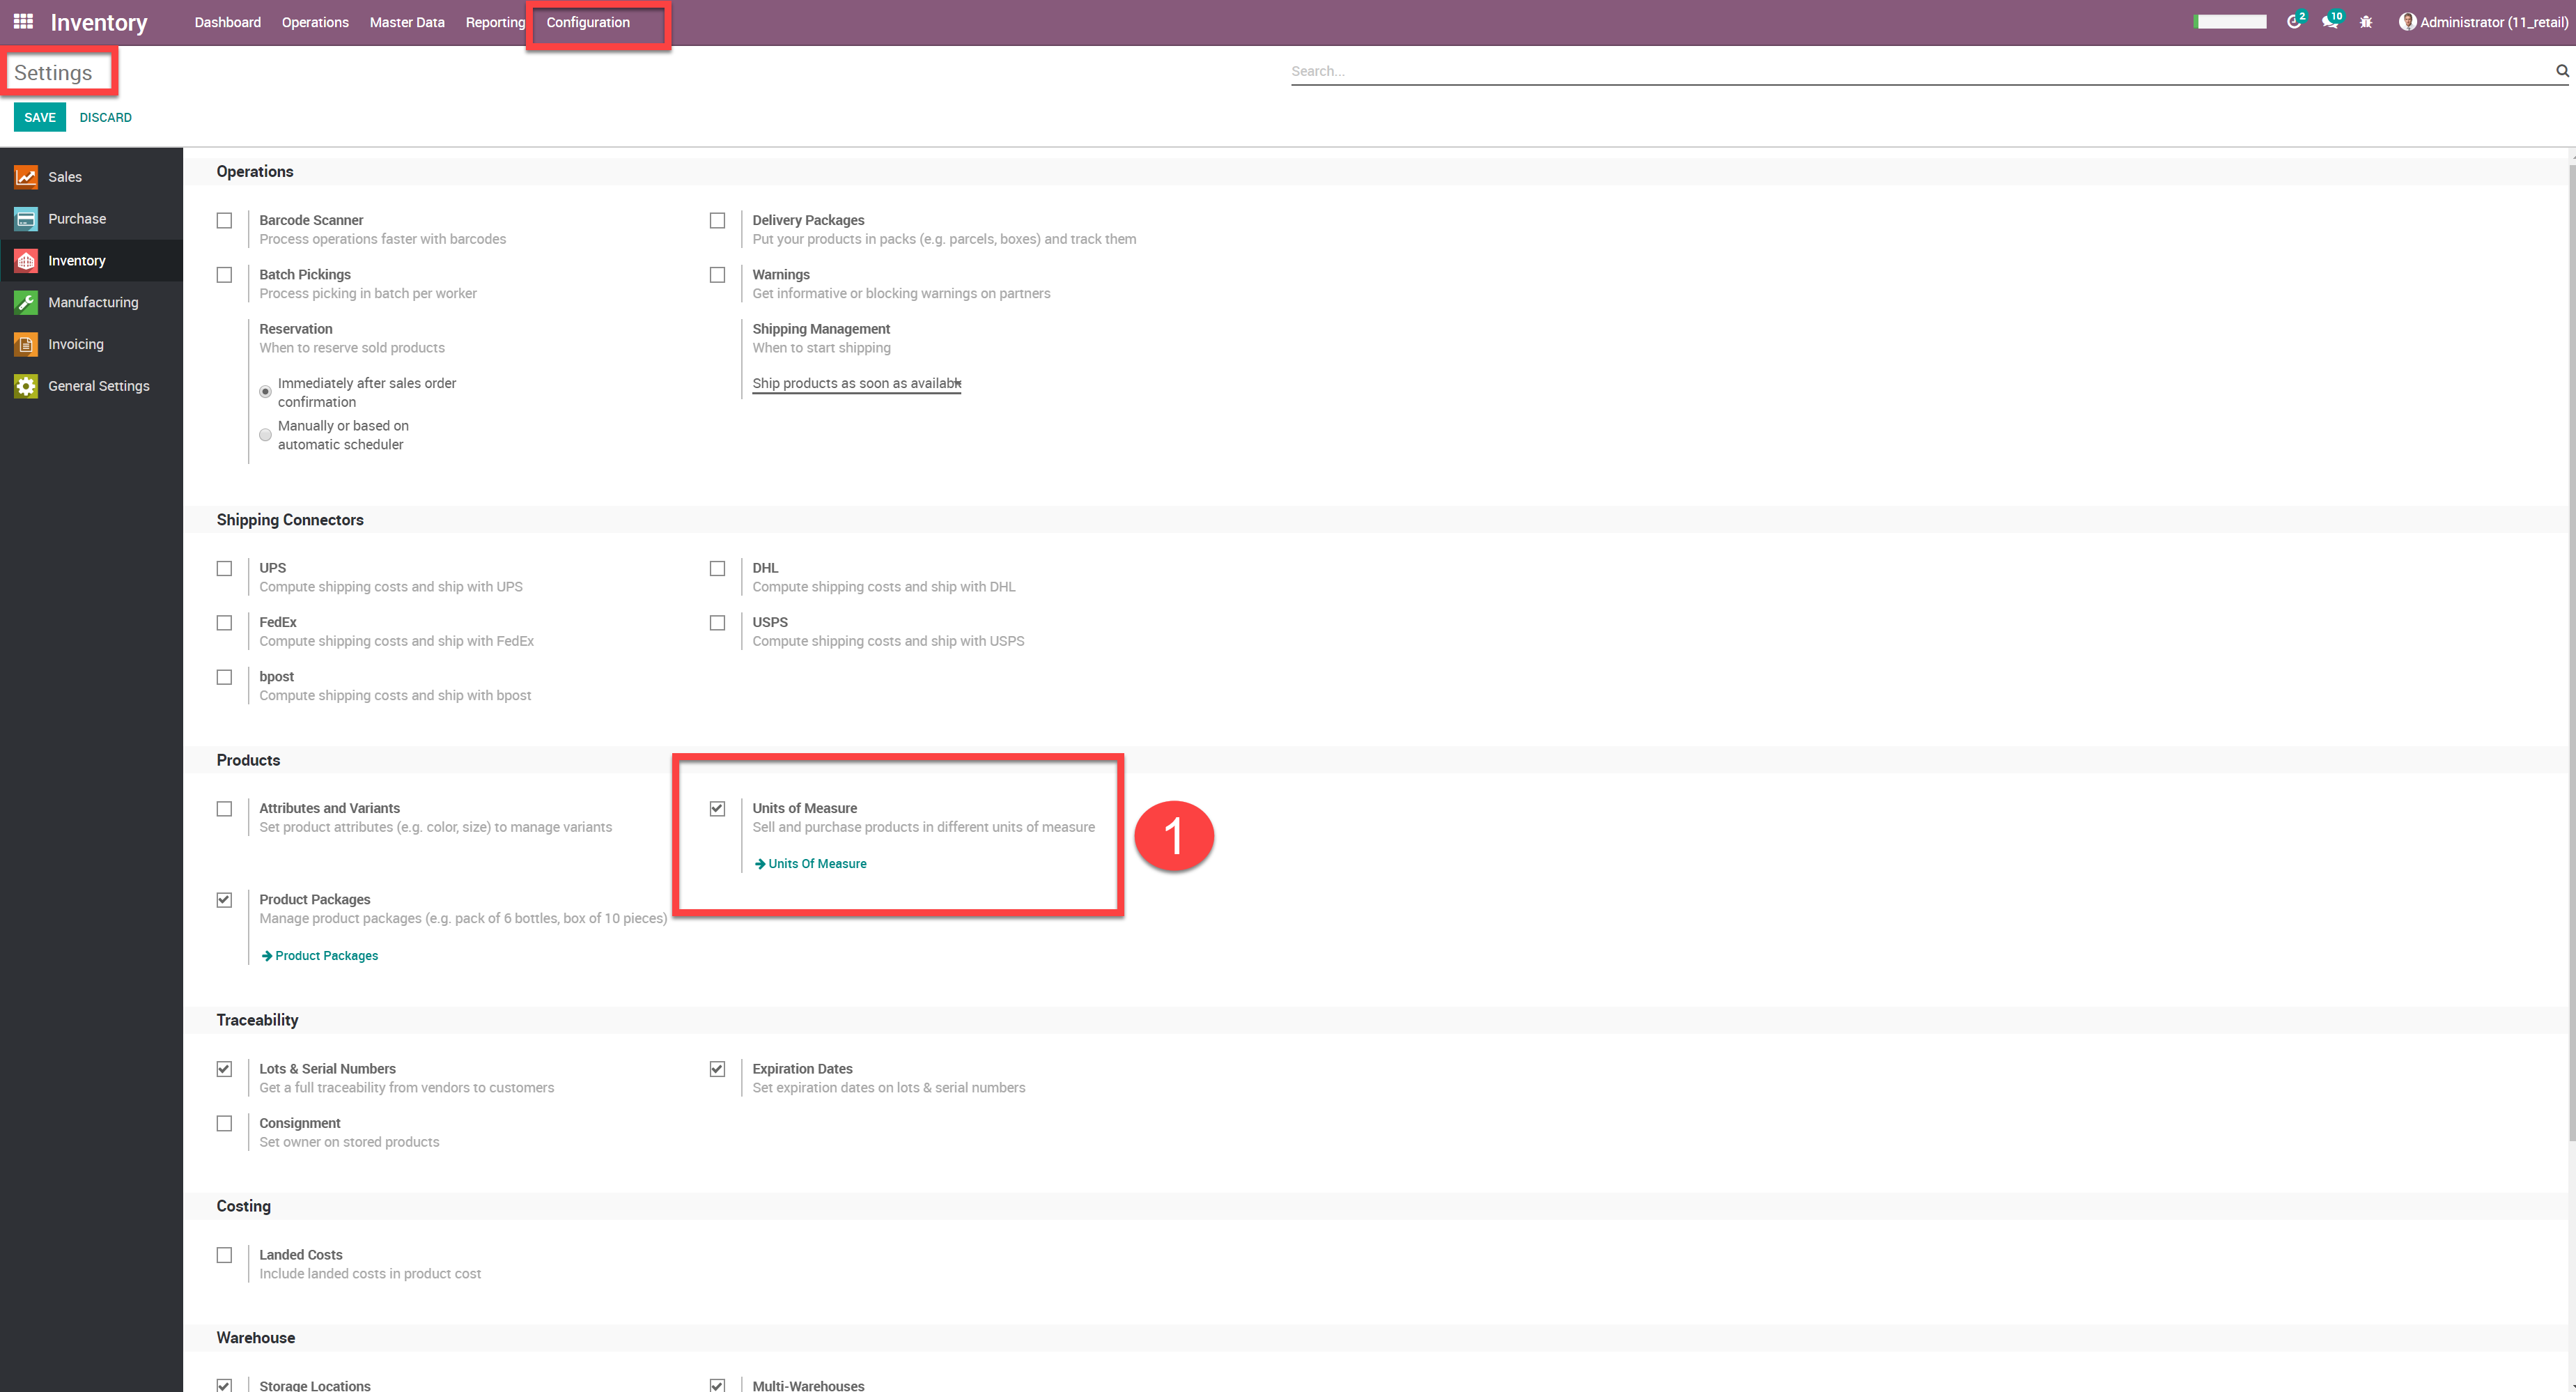 Inventory
Dashboard Operations Master Data Reporting Configuration
2 10 Administrator (11_retail)
Settings
Search...
SAVE DISCARD
Sales
Purchase
Inventory
Manufacturing
Invoicing
General Settings
Operations
Barcode Scanner
Process operations faster with barcodes
Delivery Packages
Put your products in packs (e.g. parcels, boxes) and track them
Batch Pickings
Process picking in batch per worker
Warnings
Get informative or blocking warnings on partners
Reservation
When to reserve sold products
Immediately after sales order
confirmation
Manually or based on
automatic scheduler
Shipping Management
When to start shipping
Ship products as soon as availabl
Shipping Connectors
UPS
Compute shipping costs and ship with UPS
DHL
Compute shipping costs and ship with DHL
FedEx
Compute shipping costs and ship with FedEx
USPS
Compute shipping costs and ship with USPS
bpost
Compute shipping costs and ship with bpost
Products
Attributes and Variants
Set product attributes (e.g. color, size) to manage variants
Units of Measure
Sell and purchase products in different units of measure
Units Of Measure
1
Product Packages
Manage product packages (e.g. pack of 6 bottles, box of 10 pieces)
Product Packages
Traceability
Lots & Serial Numbers
Get a full traceability from vendors to customers
Expiration Dates
Set expiration dates on lots & serial numbers
Consignment
Set owner on stored products
Costing
Landed Costs
Include landed costs in product cost
Warehouse
Storage Locations
Multi-Warehouses